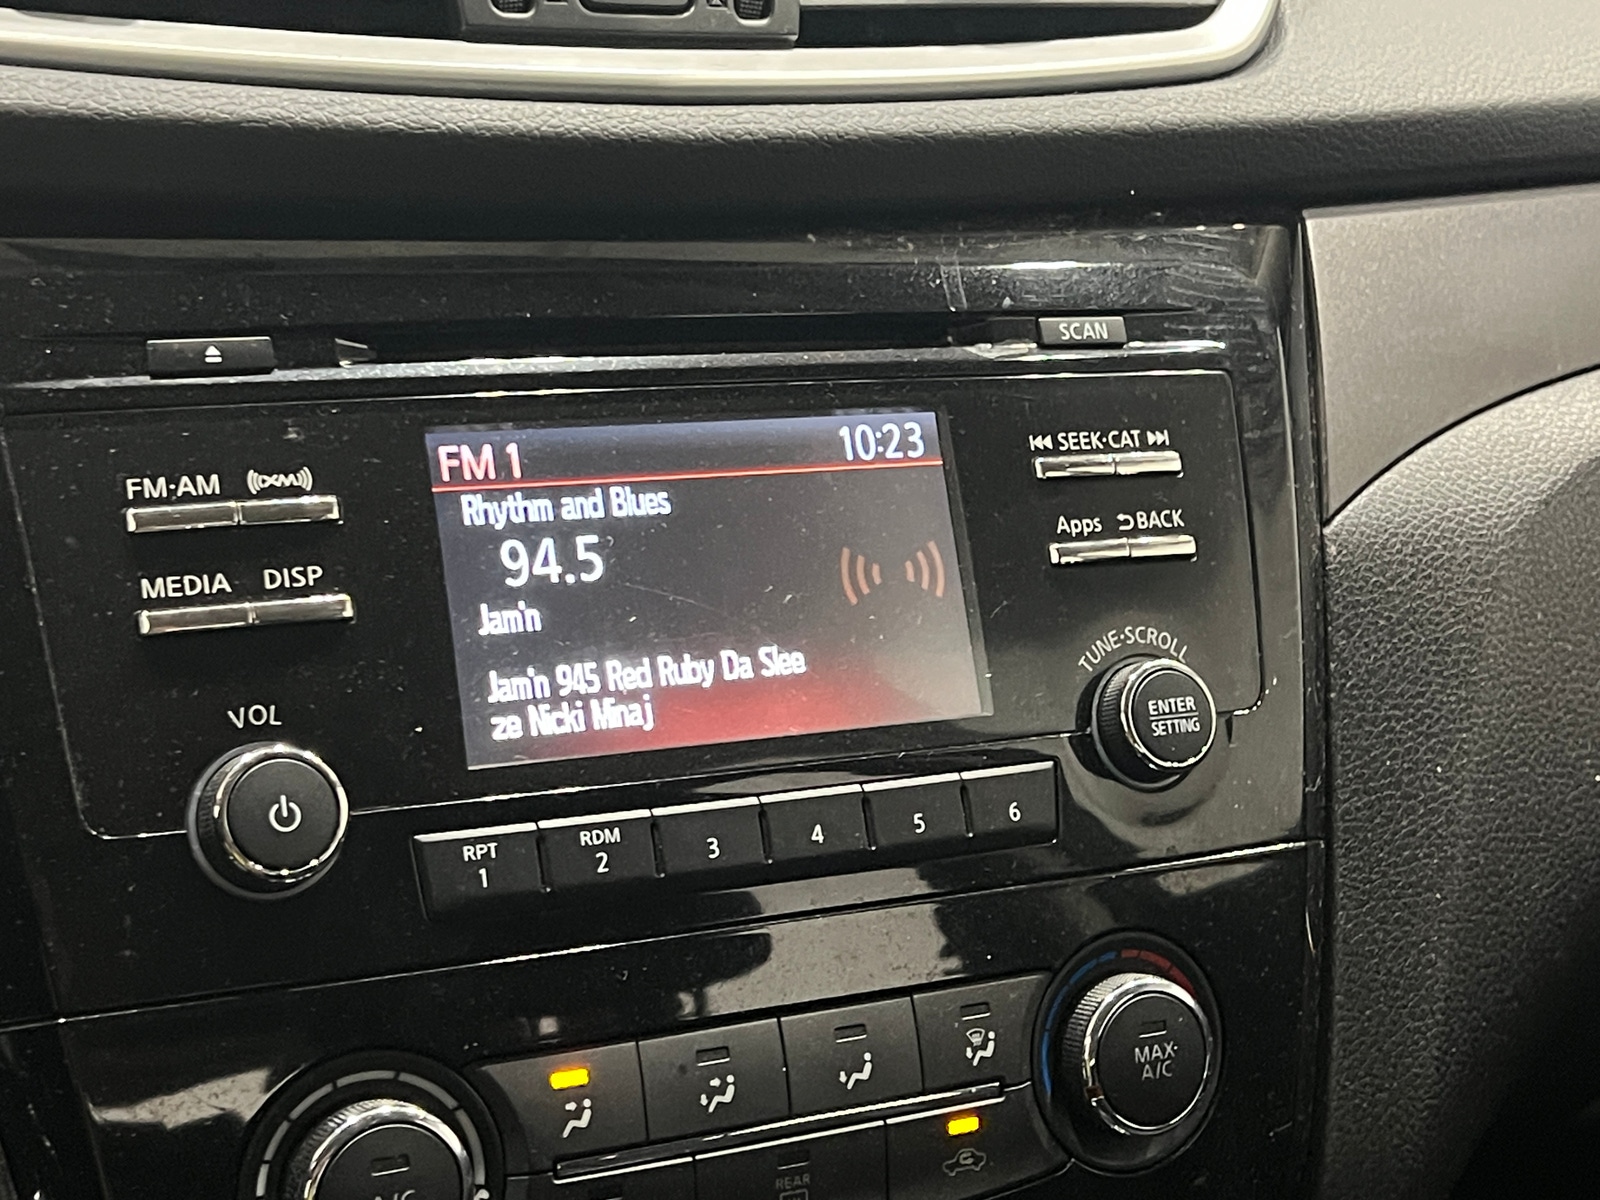 SCAN
FM·AM XM
SEEK·CAT
MEDIA DISP
Apps BACK
FM 1 10:23
Rhythm and Blues
94.5
Jam'n
Jam'n 945 Red Ruby Da Slee
ze Nicki Minaj
VOL
TUNE·SCROLL
ENTER
SETTING
RPT
1
RDM
2
3
4
5
6
MAX·
A/C
A/C
REAR